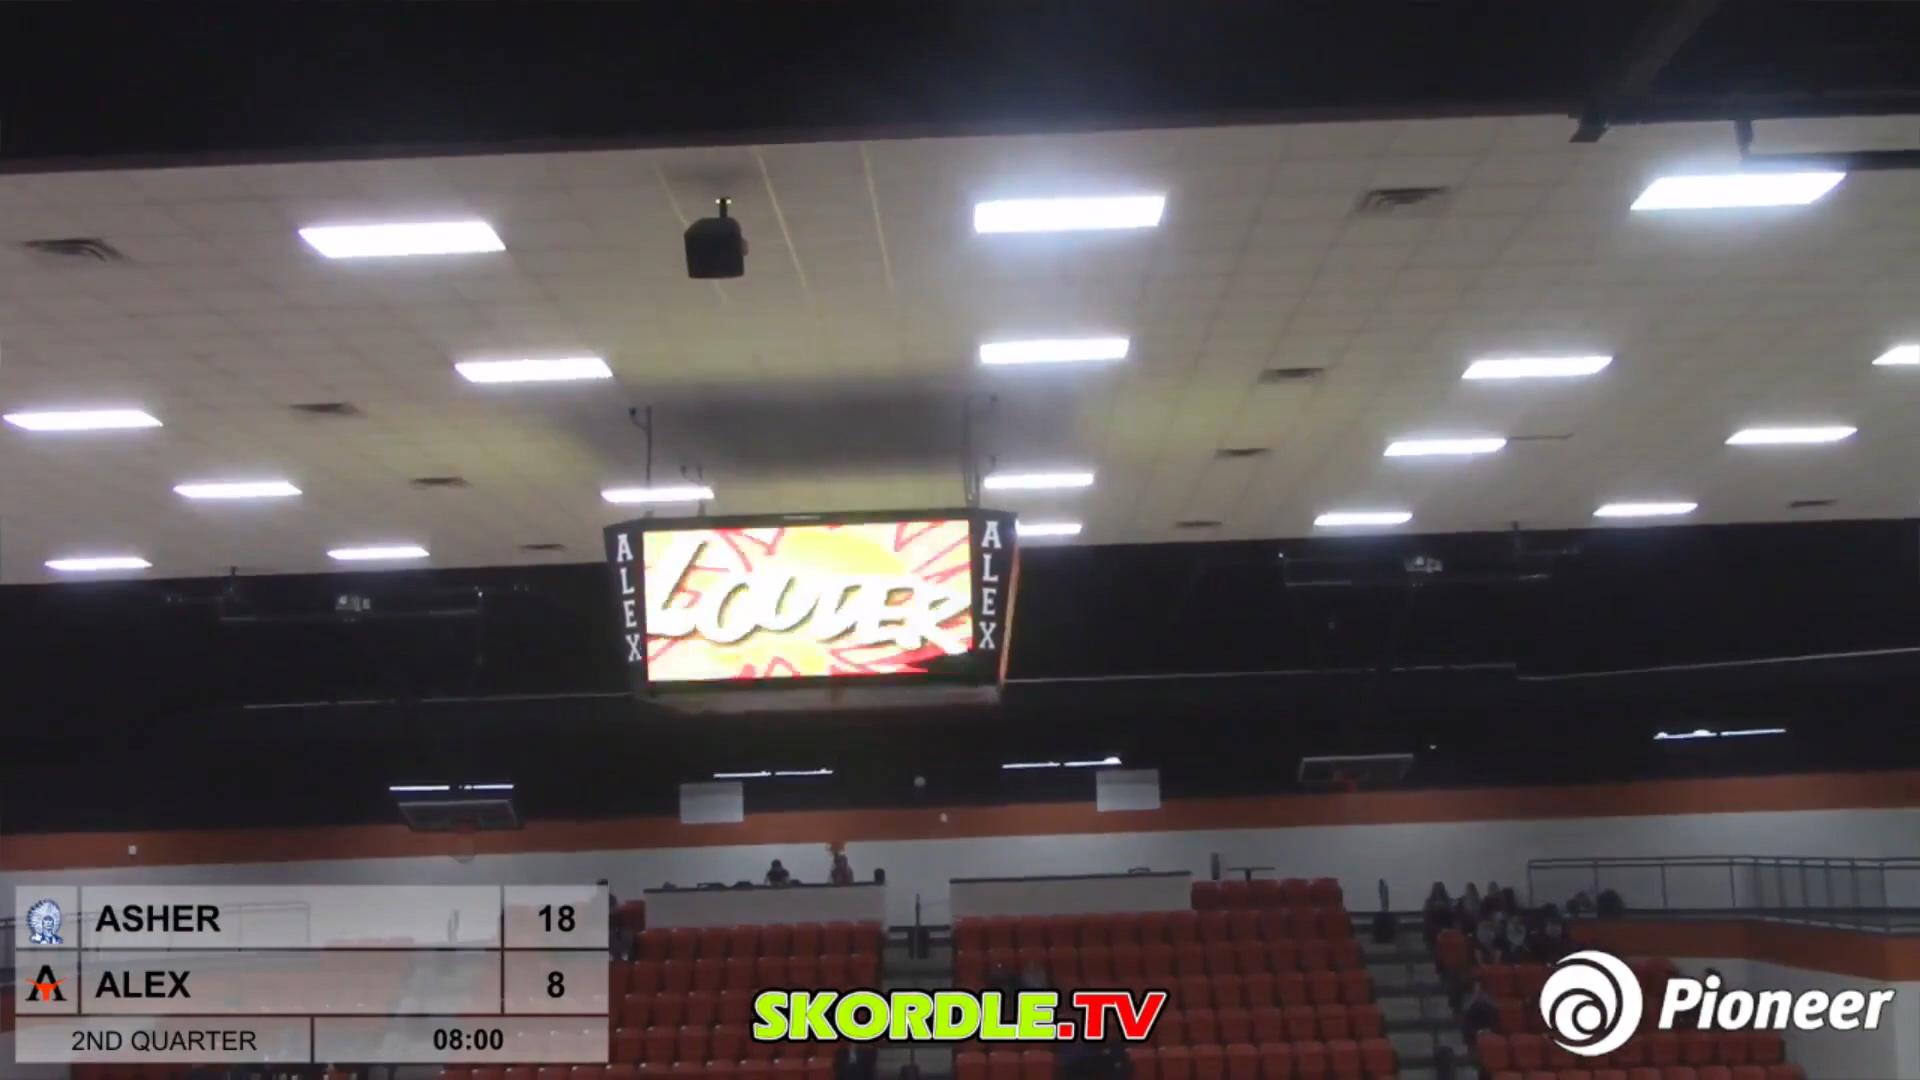 ALEX
LOUDER
ALEX
ASHER 18
ALEX 8
2ND QUARTER 08:00
SKORDLE.TV
Pioneer